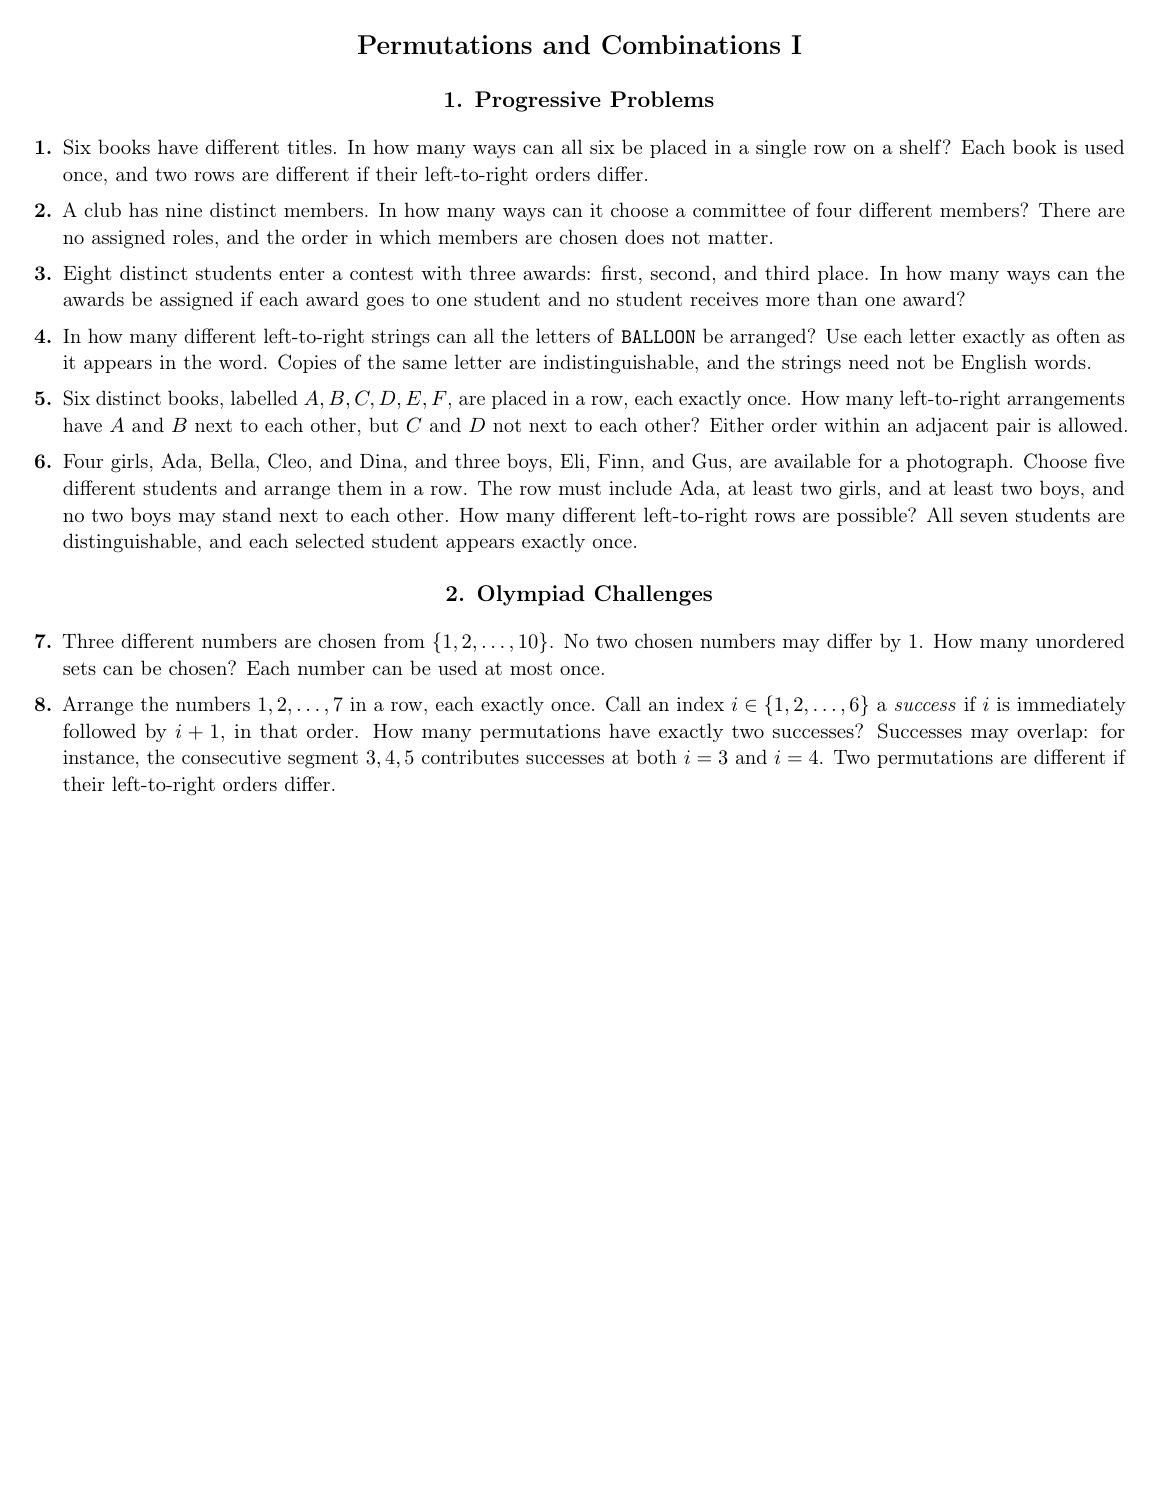 Permutations and Combinations I
1. Progressive Problems
1. Six books have different titles. In how many ways can all six be placed in a single row on a shelf? Each book is used
once, and two rows are different if their left-to-right orders differ.
2. A club has nine distinct members. In how many ways can it choose a committee of four different members? There are
no assigned roles, and the order in which members are chosen does not matter.
3. Eight distinct students enter a contest with three awards: first, second, and third place. In how many ways can the
awards be assigned if each award goes to one student and no student receives more than one award?
4. In how many different left-to-right strings can all the letters of BALLOON be arranged? Use each letter exactly as often as
it appears in the word. Copies of the same letter are indistinguishable, and the strings need not be English words.
5. Six distinct books, labelled A, B, C, D, E, F, are placed in a row, each exactly once. How many left-to-right arrangements
have A and B next to each other, but C and D not next to each other? Either order within an adjacent pair is allowed.
6. Four girls, Ada, Bella, Cleo, and Dina, and three boys, Eli, Finn, and Gus, are available for a photograph. Choose five
different students and arrange them in a row. The row must include Ada, at least two girls, and at least two boys, and
no two boys may stand next to each other. How many different left-to-right rows are possible? All seven students are
distinguishable, and each selected student appears exactly once.
2. Olympiad Challenges
7. Three different numbers are chosen from {1, 2, . . . , 10}. No two chosen numbers may differ by 1. How many unordered
sets can be chosen? Each number can be used at most once.
8. Arrange the numbers 1, 2, . . . , 7 in a row, each exactly once. Call an index i ∈ {1, 2, . . . , 6} a success if i is immediately
followed by i + 1, in that order. How many permutations have exactly two successes? Successes may overlap: for
instance, the consecutive segment 3, 4, 5 contributes successes at both i = 3 and i = 4. Two permutations are different if
their left-to-right orders differ.